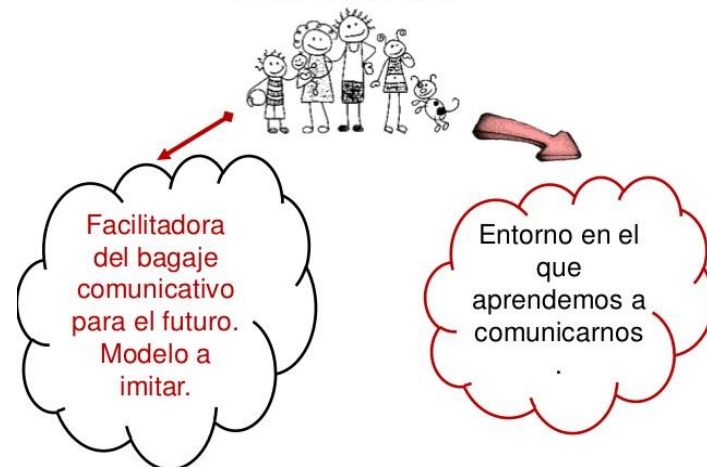 Facilitadora
del bagaje
comunicativo
para el futuro.
Modelo a
imitar.
Entorno en el
que
aprendemos a
comunicarnos
.